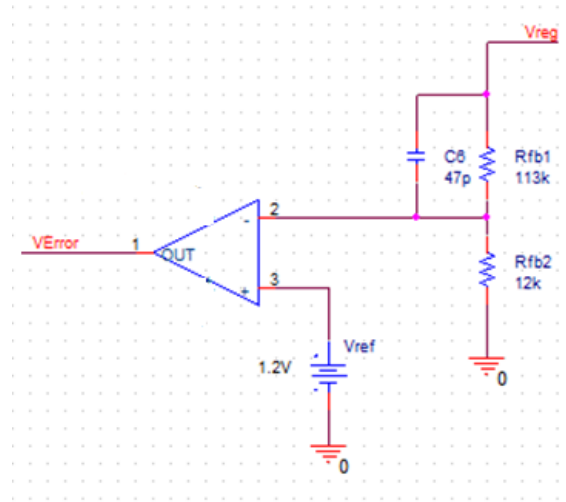 Vreg
C6
47p
Rfb1
113k
2
-
VError
1
OUT
+
3
Rfb2
12k
Vref
1.2V
0
0